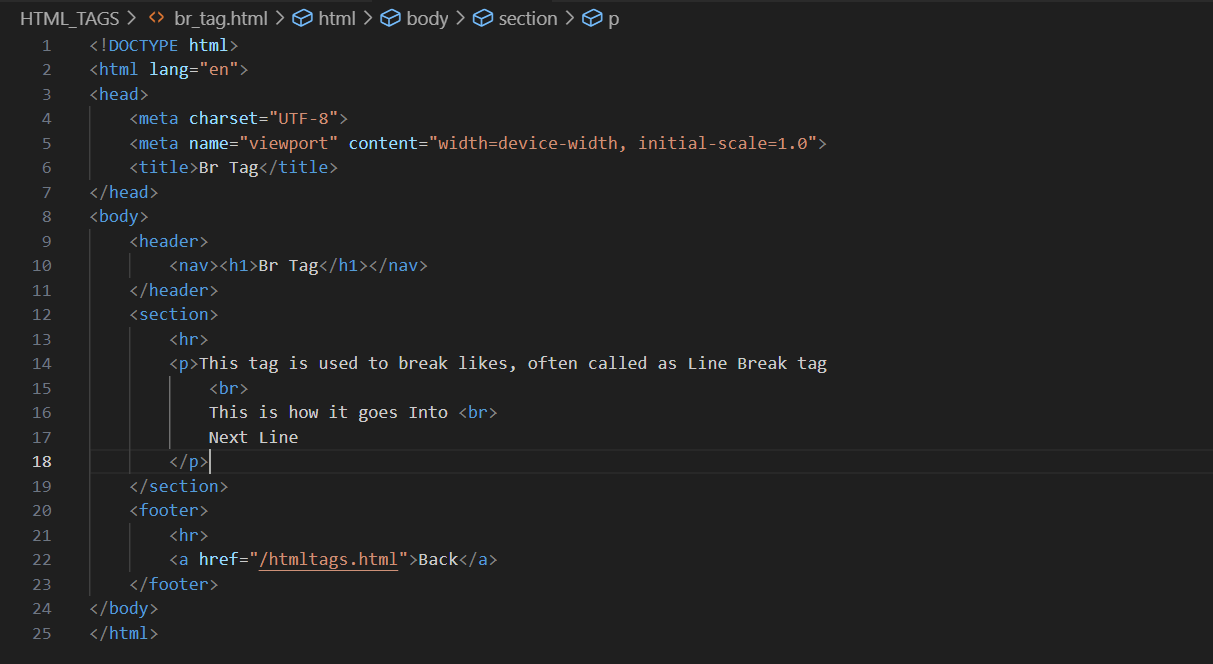 HTML_TAGS > <> br_tag.html > html > body > section > p
1 <!DOCTYPE html>
2 <html lang="en">
3 <head>
4     <meta charset="UTF-8">
5     <meta name="viewport" content="width=device-width, initial-scale=1.0">
6     <title>Br Tag</title>
7 </head>
8 <body>
9     <header>
10         <nav><h1>Br Tag</h1></nav>
11     </header>
12     <section>
13         <hr>
14         <p>This tag is used to break likes, often called as Line Break tag
15             <br>
16             This is how it goes Into <br>
17             Next Line
18         </p>
19     </section>
20     <footer>
21         <hr>
22         <a href="/htmltags.html">Back</a>
23     </footer>
24 </body>
25 </html>